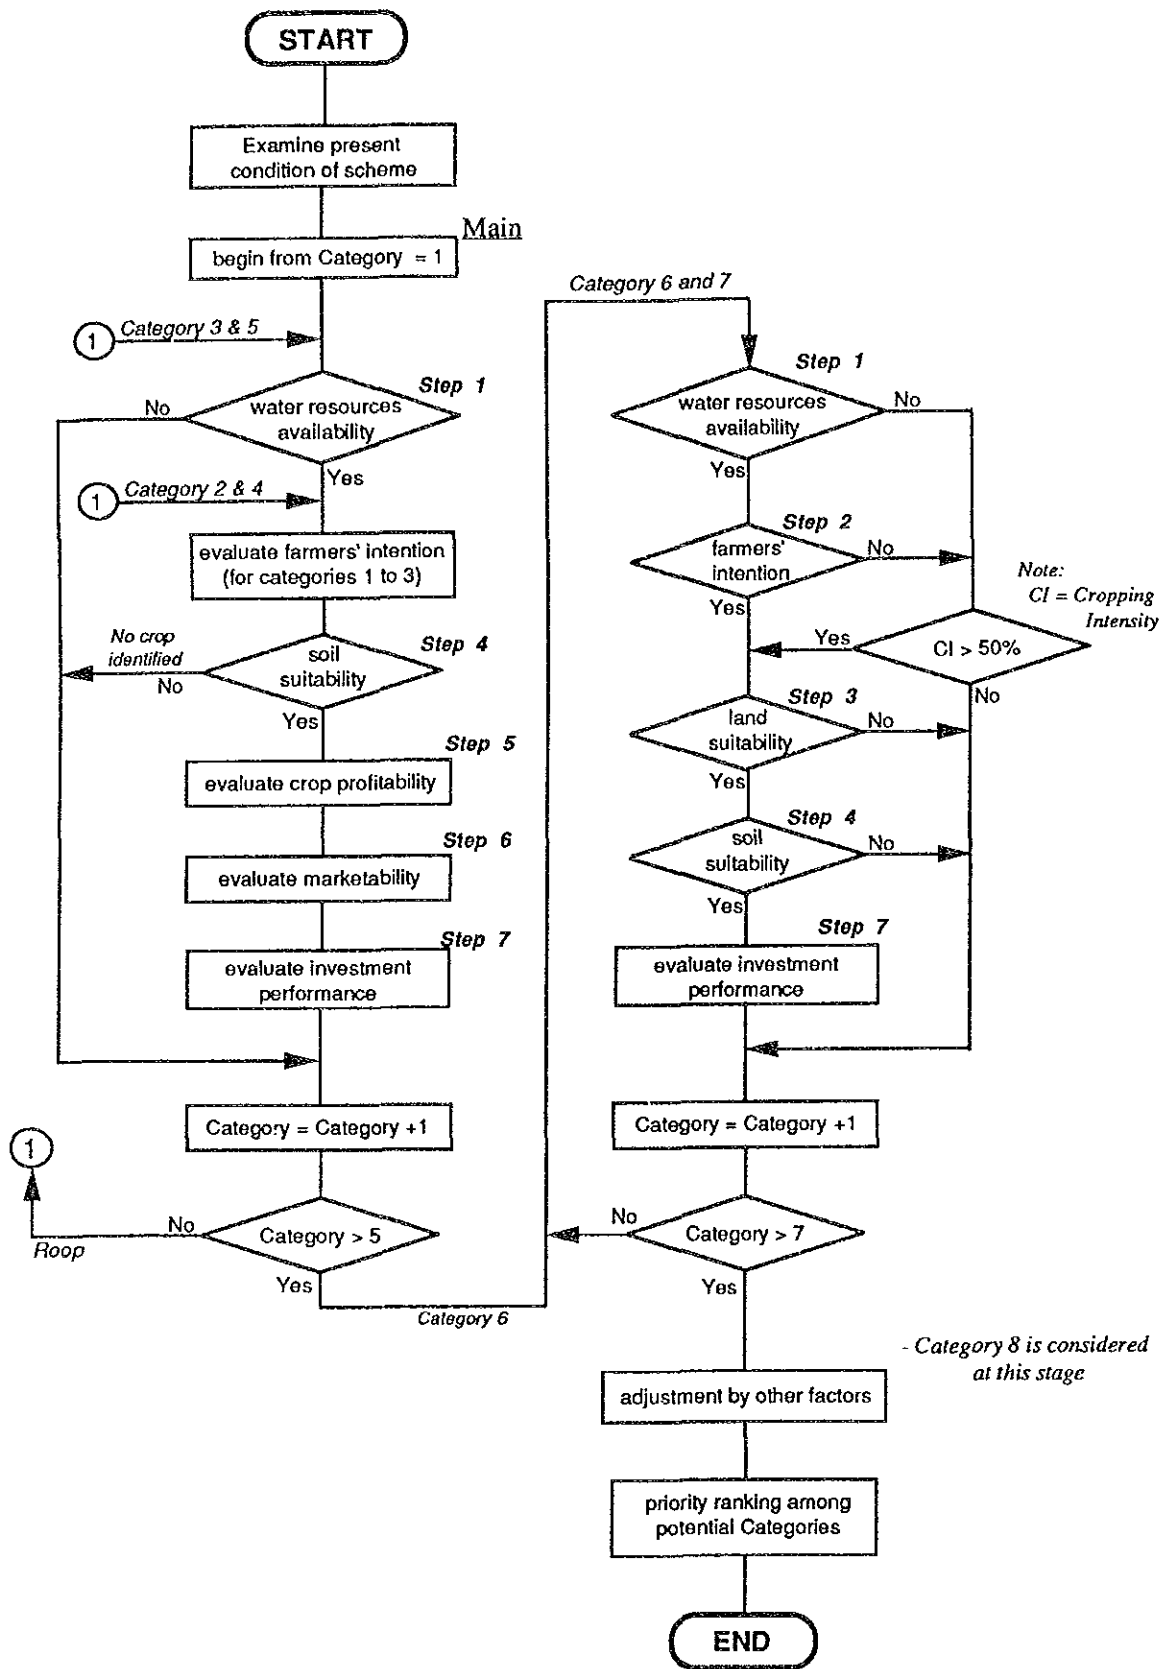 START
Examine present
condition of scheme
Main
begin from Category = 1
1
Category 3 & 5
Step 1
No
water resources
availability
Yes
1
Category 2 & 4
evaluate farmers' intention
(for categories 1 to 3)
No crop
identified
No
Step 4
soil
suitability
Yes
Step 5
evaluate crop profitability
Step 6
evaluate marketability
Step 7
evaluate investment
performance
Category = Category +1
1
Roop
No
Category > 5
Yes
Category 6
Category 6 and 7
Step 1
water resources
availability
No
Yes
Step 2
farmers'
intention
No
Yes
Note:
CI = Cropping
Intensity
Yes
CI > 50%
No
Step 3
land
suitability
No
Yes
Step 4
soil
suitability
No
Yes
Step 7
evaluate investment
performance
Category = Category +1
No
Category > 7
Yes
- Category 8 is considered
at this stage
adjustment by other factors
priority ranking among
potential Categories
END